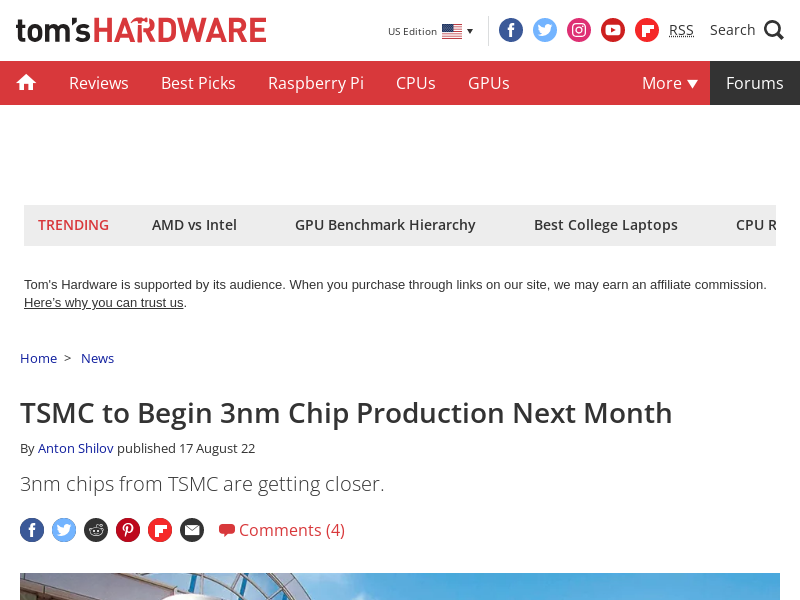 tom'sHARDWARE
US Edition
RSS
Search
Reviews
Best Picks
Raspberry Pi
CPUs
GPUs
More
Forums
TRENDING
AMD vs Intel
GPU Benchmark Hierarchy
Best College Laptops
CPU R
Tom's Hardware is supported by its audience. When you purchase through links on our site, we may earn an affiliate commission.
Here’s why you can trust us.
Home > News
TSMC to Begin 3nm Chip Production Next Month
By Anton Shilov published 17 August 22
3nm chips from TSMC are getting closer.
Comments (4)